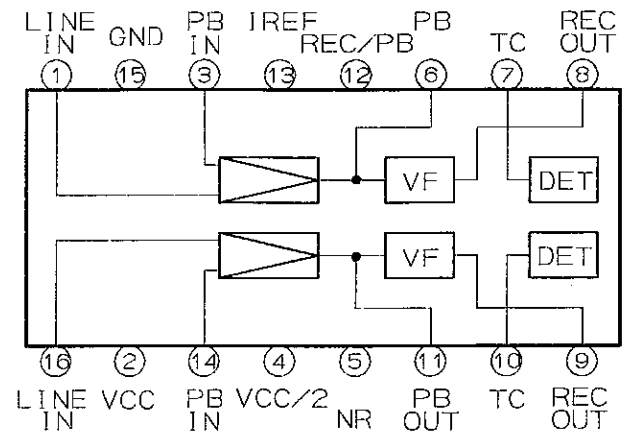 LINE IN
GND
PB IN
IREF
REC/PB
PB
TC
REC OUT
1 15 3 13 12 6 7 8
VF
DET
VF
DET
16 2 14 4 5 11 10 9
LINE IN
VCC
PB IN
VCC/2
NR
PB OUT
TC
REC OUT